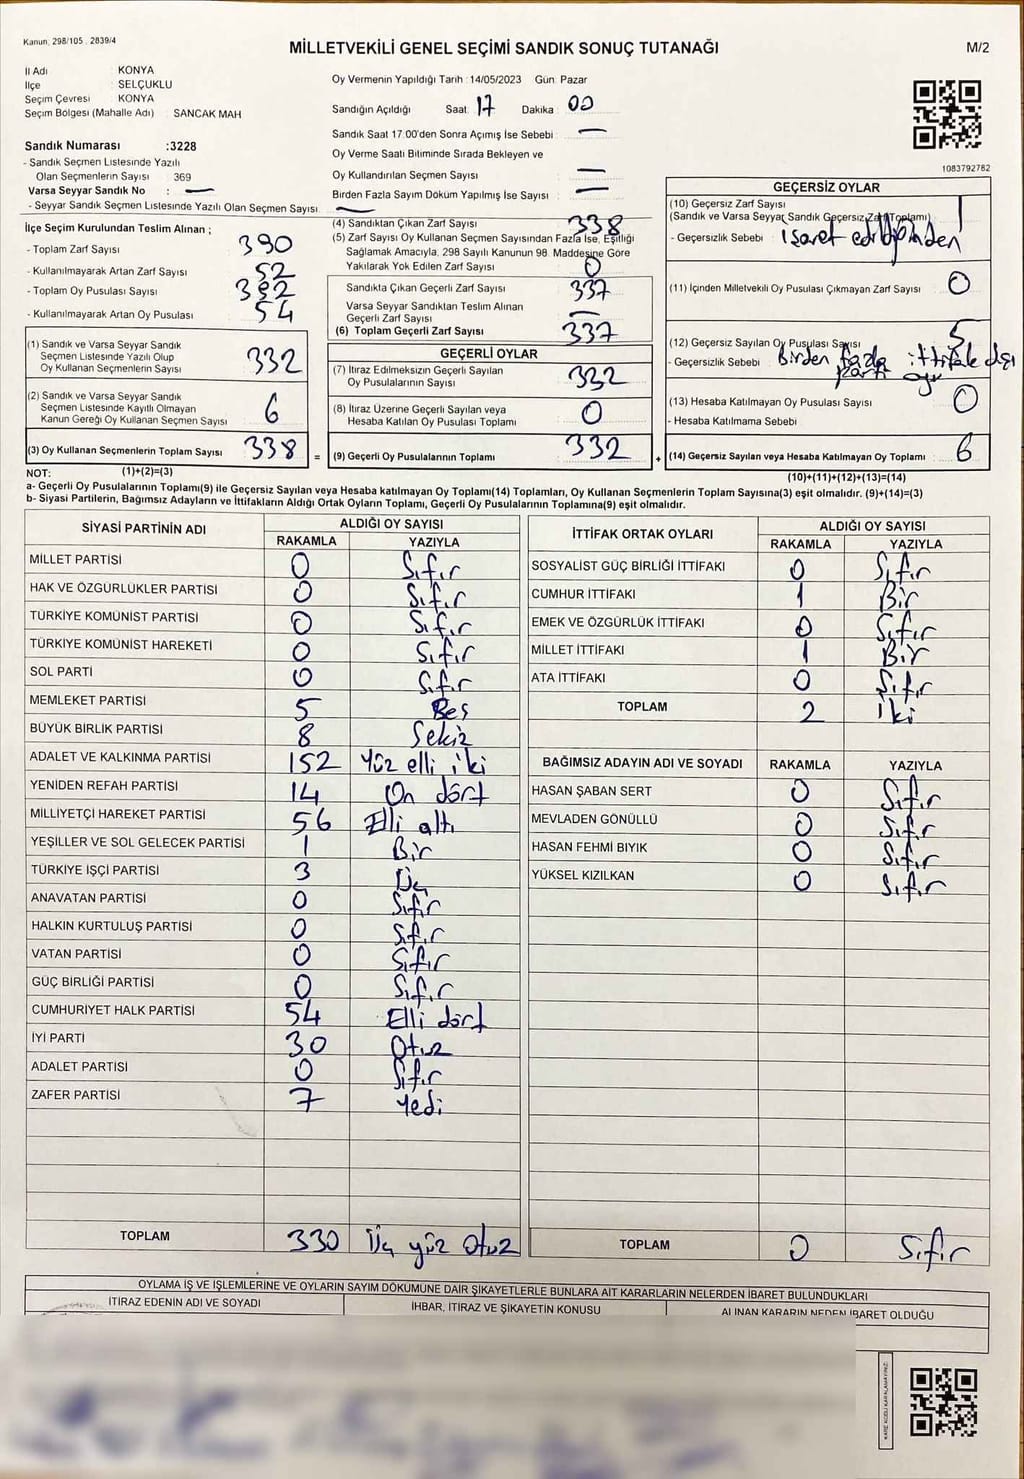 Kanun; 298/105 , 2839/4
MİLLETVEKİLİ GENEL SEÇİMİ SANDIK SONUÇ TUTANAĞI
M/2
İl Adı : KONYA
İlçe : SELÇUKLU
Seçim Çevresi : KONYA
Seçim Bölgesi (Mahalle Adı) : SANCAK MAH
Sandık Numarası :3228
- Sandık Seçmen Listesinde Yazılı
Olan Seçmenlerin Sayısı : 369
Varsa Seyyar Sandık No : —
- Seyyar Sandık Seçmen Listesinde Yazılı Olan Seçmen Sayısı: —
Oy Vermenin Yapıldığı Tarih :14/05/2023 Gün: Pazar
Sandığın Açıldığı Saat: 17 Dakika : 00
Sandık Saat 17:00'den Sonra Açımış İse Sebebi : —
Oy Verme Saati Bitiminde Sırada Bekleyen ve
Oy Kullandırılan Seçmen Sayısı : —
Birden Fazla Sayım Döküm Yapılmış İse Sayısı : —
1083792782
İlçe Seçim Kurulundan Teslim Alınan ;
- Toplam Zarf Sayısı : 390
- Kullanılmayarak Artan Zarf Sayısı : 52
- Toplam Oy Pusulası Sayısı : 392
- Kullanılmayarak Artan Oy Pusulası : 54
(1) Sandık ve Varsa Seyyar Sandık
Seçmen Listesinde Yazılı Olup
Oy Kullanan Seçmenlerin Sayısı : 332
(2) Sandık ve Varsa Seyyar Sandık
Seçmen Listesinde Kayıtlı Olmayan
Kanun Gereği Oy Kullanan Seçmen Sayısı : 6
(3) Oy Kullanan Seçmenlerin Toplam Sayısı : 338
(4) Sandıktan Çıkan Zarf Sayısı : 338
(5) Zarf Sayısı Oy Kullanan Seçmen Sayısından Fazla İse, Eşitliği
Sağlamak Amacıyla, 298 Sayılı Kanunun 98. Maddesine Göre
Yakılarak Yok Edilen Zarf Sayısı : 0
Sandıkta Çıkan Geçerli Zarf Sayısı : 337
Varsa Seyyar Sandıktan Teslim Alınan
Geçerli Zarf Sayısı : —
(6) Toplam Geçerli Zarf Sayısı : 337
GEÇERLİ OYLAR
(7) İtiraz Edilmeksizin Geçerli Sayılan
Oy Pusulalarının Sayısı : 332
(8) İtiraz Üzerine Geçerli Sayılan veya
Hesaba Katılan Oy Pusulası Toplamı : 0
= (9) Geçerli Oy Pusulalarının Toplamı : 332
GEÇERSİZ OYLAR
(10) Geçersiz Zarf Sayısı : 1
(Sandık ve Varsa Seyyar Sandık Geçersiz Zarf Toplamı)
- Geçersizlik Sebebi : işaret edildiğinden
(11) İçinden Milletvekili Oy Pusulası Çıkmayan Zarf Sayısı : 0
(12) Geçersiz Sayılan Oy Pusulası Sayısı : 5
- Geçersizlik Sebebi : Birden fazla ittifak dışı
parti oyu
(13) Hesaba Katılmayan Oy Pusulası Sayısı : 0
- Hesaba Katılmama Sebebi :
+ (14) Geçersiz Sayılan veya Hesaba Katılmayan Oy Toplamı : 6
NOT: (1)+(2)=(3)
(10)+(11)+(12)+(13)=(14)
a- Geçerli Oy Pusulalarının Toplamı(9) ile Geçersiz Sayılan veya Hesaba katılmayan Oy Toplamı(14) Toplamları, Oy Kullanan Seçmenlerin Toplam Sayısına(3) eşit olmalıdır. (9)+(14)=(3)
b- Siyasi Partilerin, Bağımsız Adayların ve İttifakların Aldığı Ortak Oyların Toplamı, Geçerli Oy Pusulalarının Toplamına(9) eşit olmalıdır.
SİYASİ PARTİNİN ADI ALDIĞI OY SAYISI
RAKAMLA YAZIYLA
MİLLET PARTİSİ 0 Sıfır
HAK VE ÖZGÜRLÜKLER PARTİSİ 0 Sıfır
TÜRKİYE KOMÜNİST PARTİSİ 0 Sıfır
TÜRKİYE KOMÜNİST HAREKETİ 0 Sıfır
SOL PARTİ 0 Sıfır
MEMLEKET PARTİSİ 5 Beş
BÜYÜK BİRLİK PARTİSİ 8 Sekiz
ADALET VE KALKINMA PARTİSİ 152 Yüz elli iki
YENİDEN REFAH PARTİSİ 14 On dört
MİLLİYETÇİ HAREKET PARTİSİ 56 Elli altı
YEŞİLLER VE SOL GELECEK PARTİSİ 1 Bir
TÜRKİYE İŞÇİ PARTİSİ 3 Üç
ANAVATAN PARTİSİ 0 Sıfır
HALKIN KURTULUŞ PARTİSİ 0 Sıfır
VATAN PARTİSİ 0 Sıfır
GÜÇ BİRLİĞİ PARTİSİ 0 Sıfır
CUMHURİYET HALK PARTİSİ 54 Elli dört
İYİ PARTİ 30 Otuz
ADALET PARTİSİ 0 Sıfır
ZAFER PARTİSİ 7 Yedi
TOPLAM 330 Üç yüz Otuz
İTTİFAK ORTAK OYLARI ALDIĞI OY SAYISI
RAKAMLA YAZIYLA
SOSYALİST GÜÇ BİRLİĞİ İTTİFAKI 0 Sıfır
CUMHUR İTTİFAKI 1 Bir
EMEK VE ÖZGÜRLÜK İTTİFAKI 0 Sıfır
MİLLET İTTİFAKI 1 Bir
ATA İTTİFAKI 0 Sıfır
TOPLAM 2 İki
BAĞIMSIZ ADAYIN ADI VE SOYADI RAKAMLA YAZIYLA
HASAN ŞABAN SERT 0 Sıfır
MEVLADEN GÖNÜLLÜ 0 Sıfır
HASAN FEHMİ BIYIK 0 Sıfır
YÜKSEL KIZILKAN 0 Sıfır
TOPLAM 0 Sıfır
OYLAMA İŞ VE İŞLEMLERİNE VE OYLARIN SAYIM DÖKÜMÜNE DAİR ŞİKAYETLERLE BUNLARA AİT KARARLARIN NELERDEN İBARET BULUNDUKLARI
İTİRAZ EDENİN ADI VE SOYADI İHBAR, İTİRAZ VE ŞİKAYETİN KONUSU ALINAN KARARIN NEDEN İBARET OLDUĞU
KARE KODU KARALAMAYINIZ!